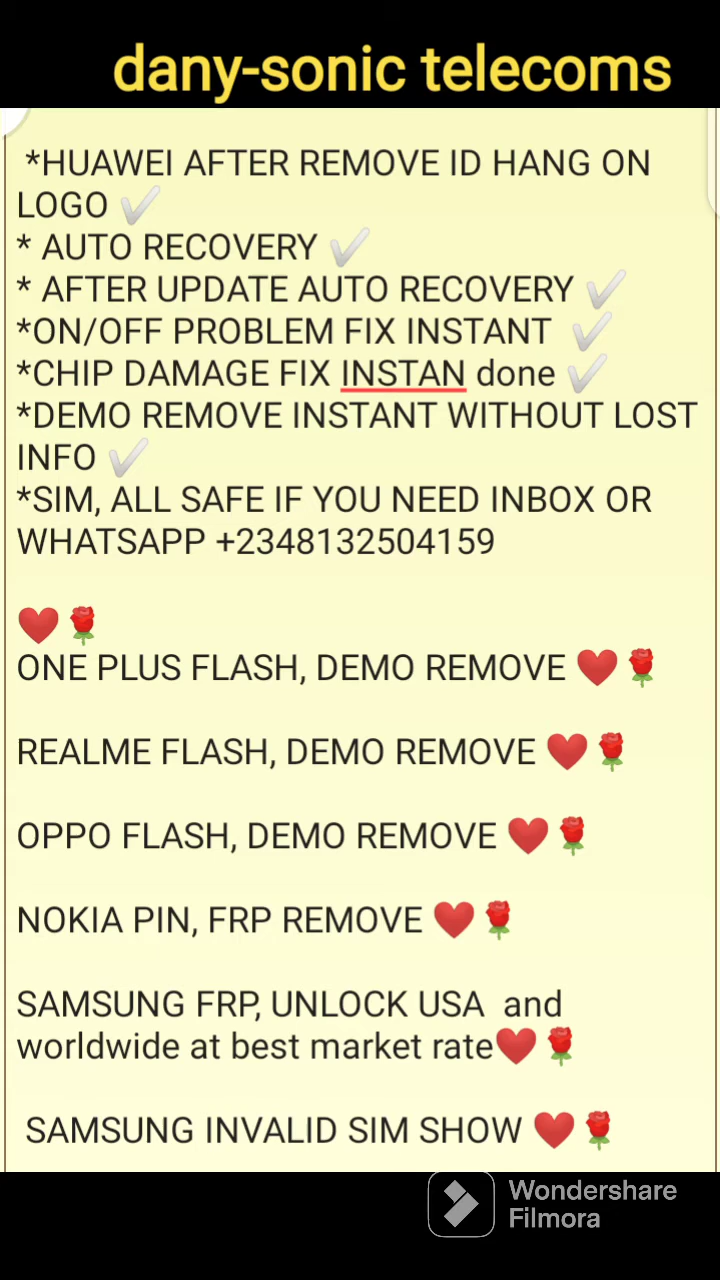 dany-sonic telecoms
*HUAWEI AFTER REMOVE ID HANG ON
LOGO ✔️
* AUTO RECOVERY ✔️
* AFTER UPDATE AUTO RECOVERY ✔️
*ON/OFF PROBLEM FIX INSTANT ✔️
*CHIP DAMAGE FIX INSTAN done ✔️
*DEMO REMOVE INSTANT WITHOUT LOST
INFO ✔️
*SIM, ALL SAFE IF YOU NEED INBOX OR
WHATSAPP +2348132504159
❤️🌹
ONE PLUS FLASH, DEMO REMOVE ❤️🌹
REALME FLASH, DEMO REMOVE ❤️🌹
OPPO FLASH, DEMO REMOVE ❤️🌹
NOKIA PIN, FRP REMOVE ❤️🌹
SAMSUNG FRP, UNLOCK USA and
worldwide at best market rate❤️🌹
SAMSUNG INVALID SIM SHOW ❤️🌹
Wondershare
Filmora